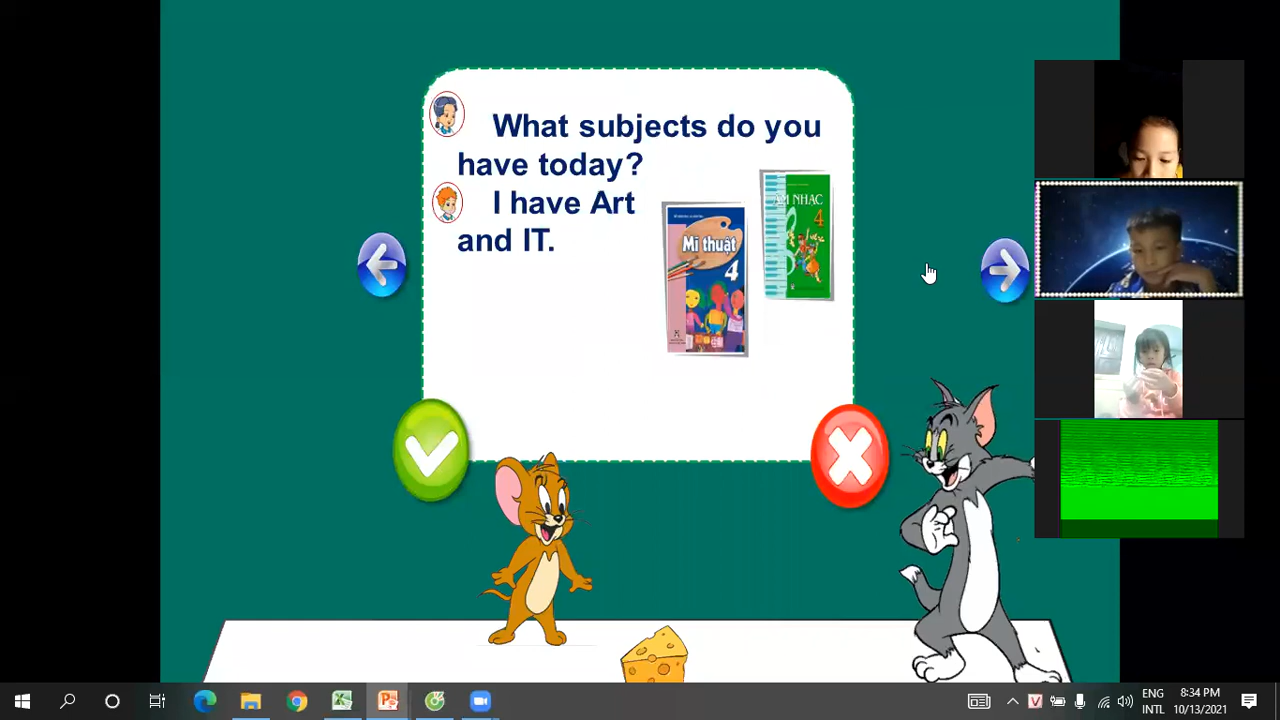 What subjects do you
have today?
I have Art
and IT.
Mĩ thuật
4
ÂM NHẠC
4
ENG
INTL
8:34 PM
10/13/2021